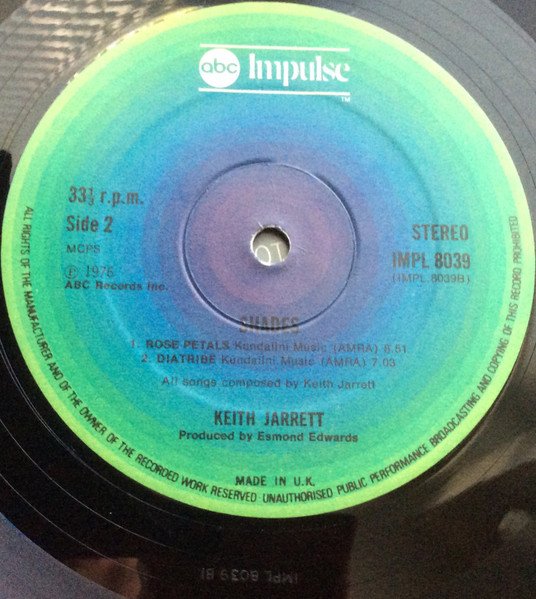 abc Impulse
TM
33⅓ r.p.m.
Side 2
MCPS
℗ 1976
ABC Records Inc.
STEREO
IMPL 8039
(IMPL 8039B)
SHADES
1. ROSE PETALS Kundalini Music (AMRA) 8.51
2. DIATRIBE Kundalini Music (AMRA) 7.03
All songs composed by Keith Jarrett
KEITH JARRETT
Produced by Esmond Edwards
MADE IN U.K.
ALL RIGHTS OF THE MANUFACTURER AND OF THE OWNER OF THE RECORDED WORK RESERVED·UNAUTHORISED PUBLIC PERFORMANCE BROADCASTING AND COPYING OF THIS RECORD PROHIBITED
IMPL 8039 B